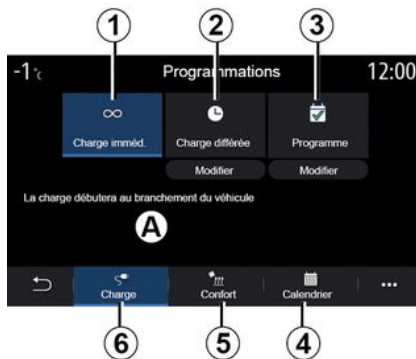 1 2 3
-1°c Programmations 12:00
Charge imméd. Charge différée Programme
Modifier Modifier
La charge débutera au branchement du véhicule
A
Charge Confort Calendrier
6 5 4